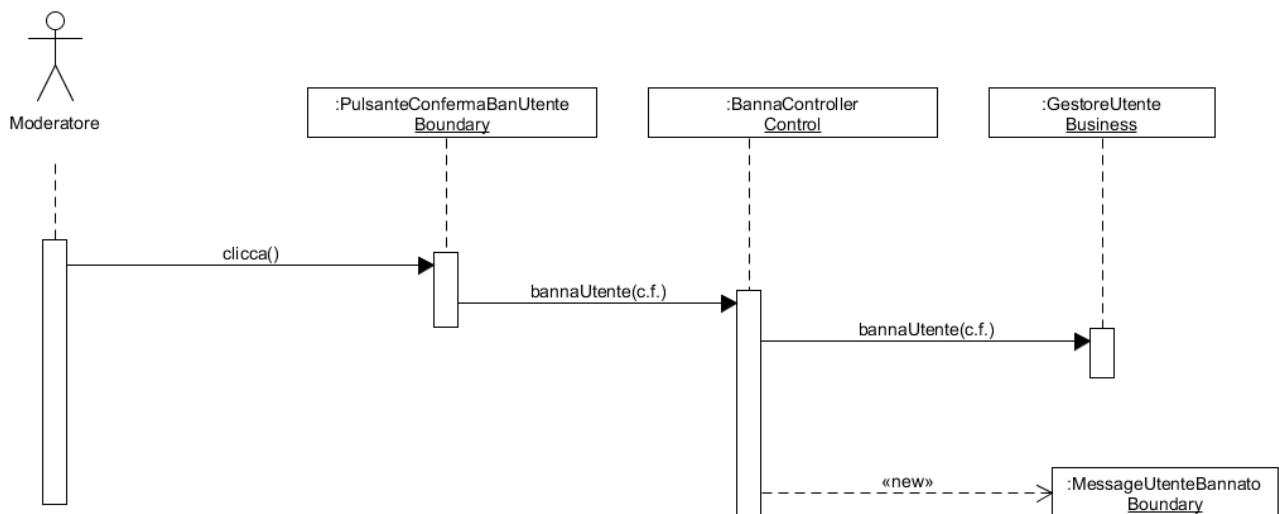 Moderatore
:PulsanteConfermaBanUtente
Boundary
:BannaController
Control
:GestoreUtente
Business
clicca()
bannaUtente(c.f.)
bannaUtente(c.f.)
«new»
:MessageUtenteBannato
Boundary